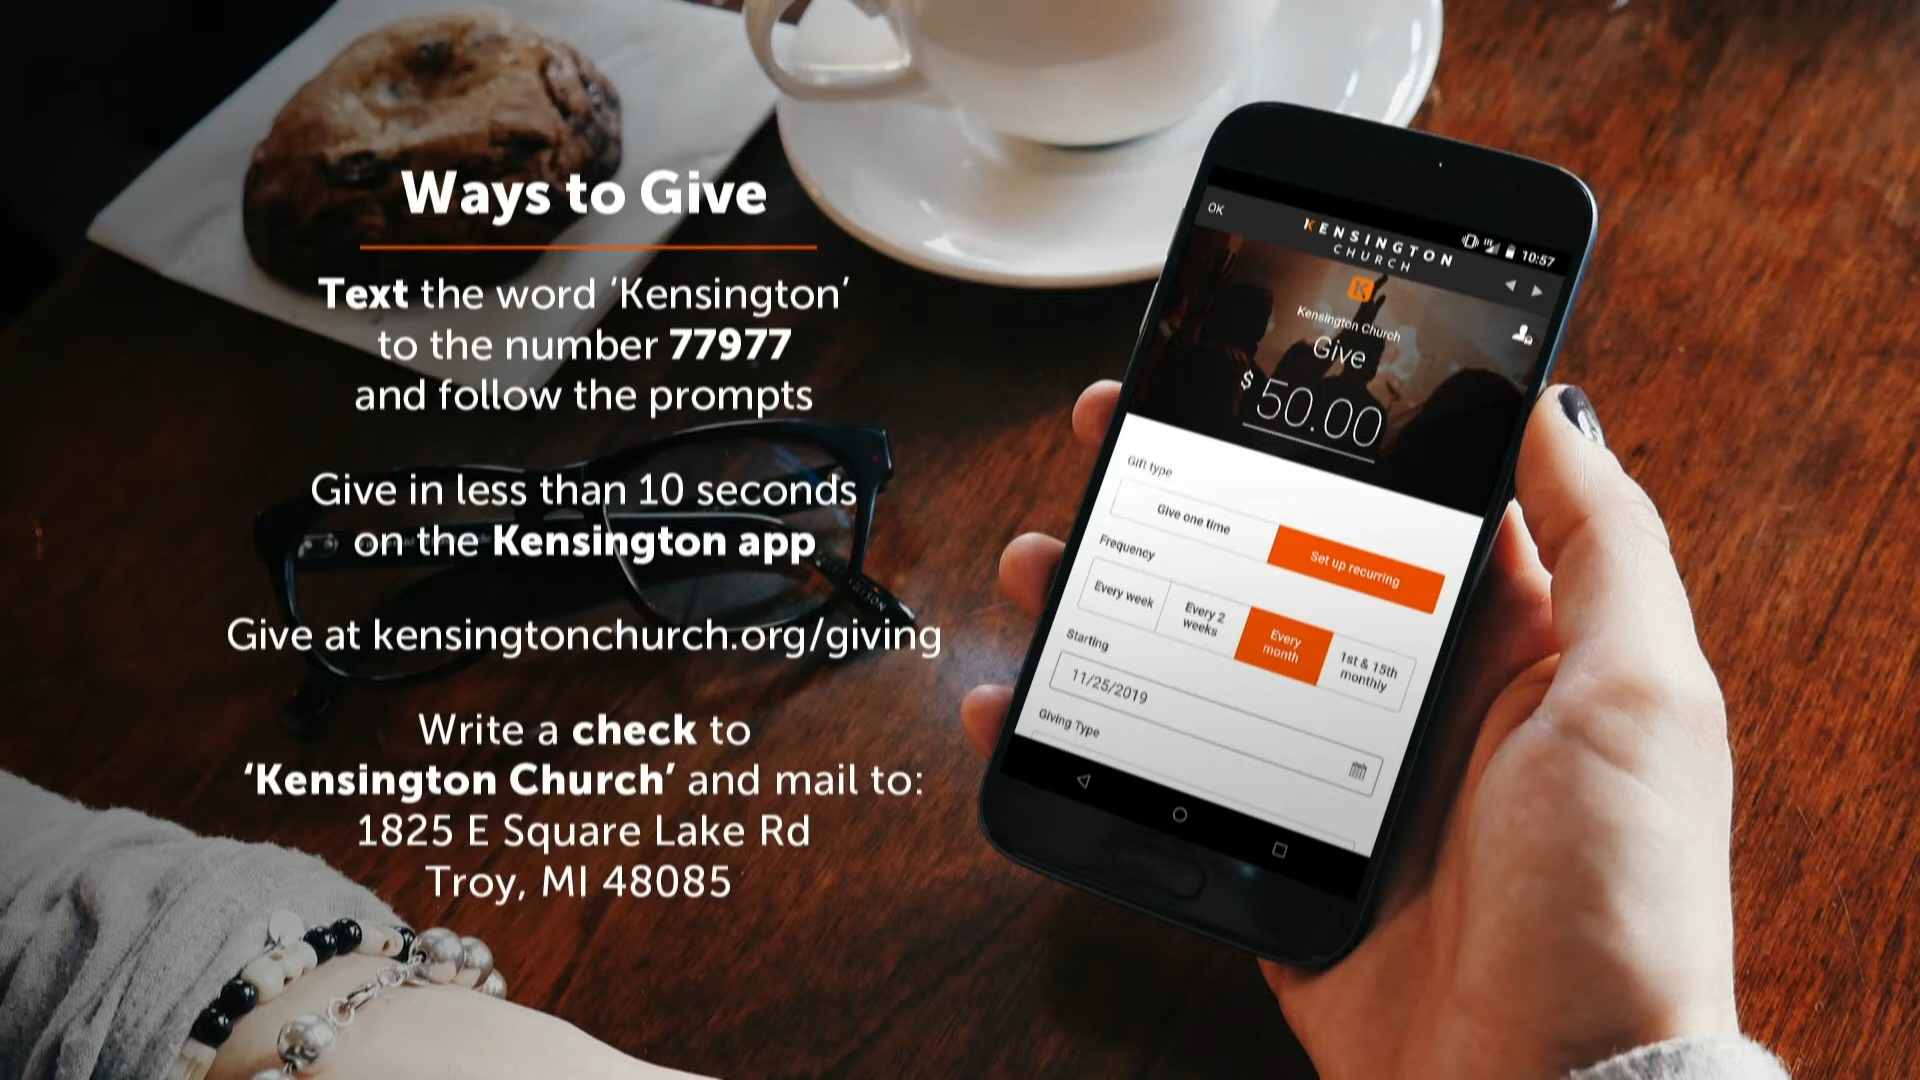 Ways to Give
Text the word ‘Kensington’
to the number 77977
and follow the prompts
Give in less than 10 seconds
on the Kensington app
Give at kensingtonchurch.org/giving
Write a check to
‘Kensington Church’ and mail to:
1825 E Square Lake Rd
Troy, MI 48085
OK
10:57
KENSINGTON
CHURCH
K
Kensington Church
Give
$ 50.00
Gift type
Give one time
Set up recurring
Frequency
Every week
Every 2
weeks
Every
month
1st & 15th
monthly
Starting
11/25/2019
Giving Type